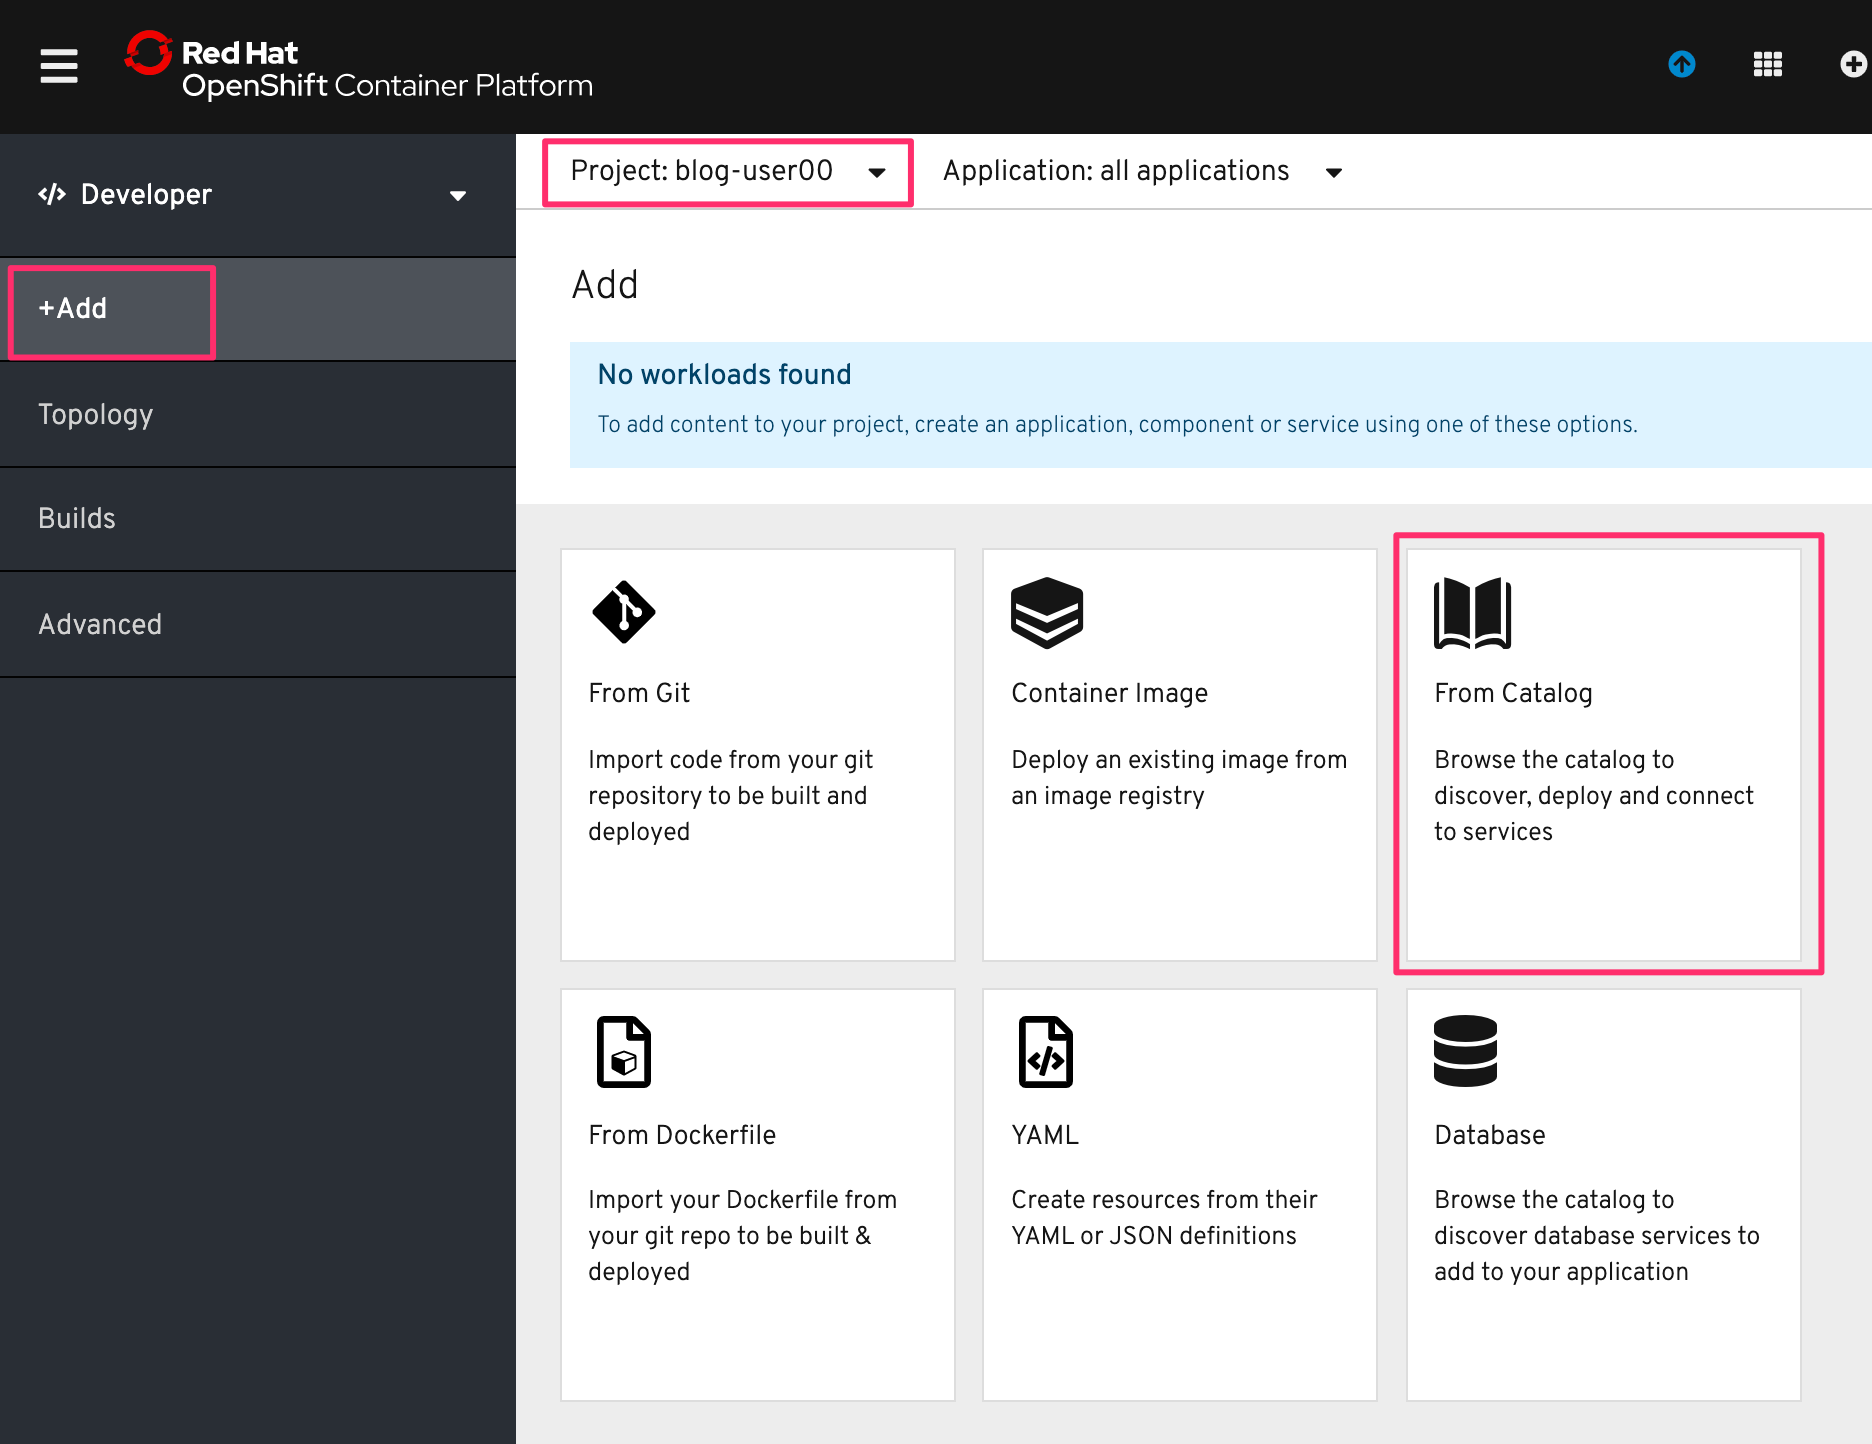 Red Hat
OpenShift Container Platform
Developer
+Add
Topology
Builds
Advanced
Project: blog-user00
Application: all applications
Add
No workloads found
To add content to your project, create an application, component or service using one of these options.
From Git
Import code from your git
repository to be built and
deployed
Container Image
Deploy an existing image from
an image registry
From Catalog
Browse the catalog to
discover, deploy and connect
to services
From Dockerfile
Import your Dockerfile from
your git repo to be built &
deployed
YAML
Create resources from their
YAML or JSON definitions
Database
Browse the catalog to
discover database services to
add to your application